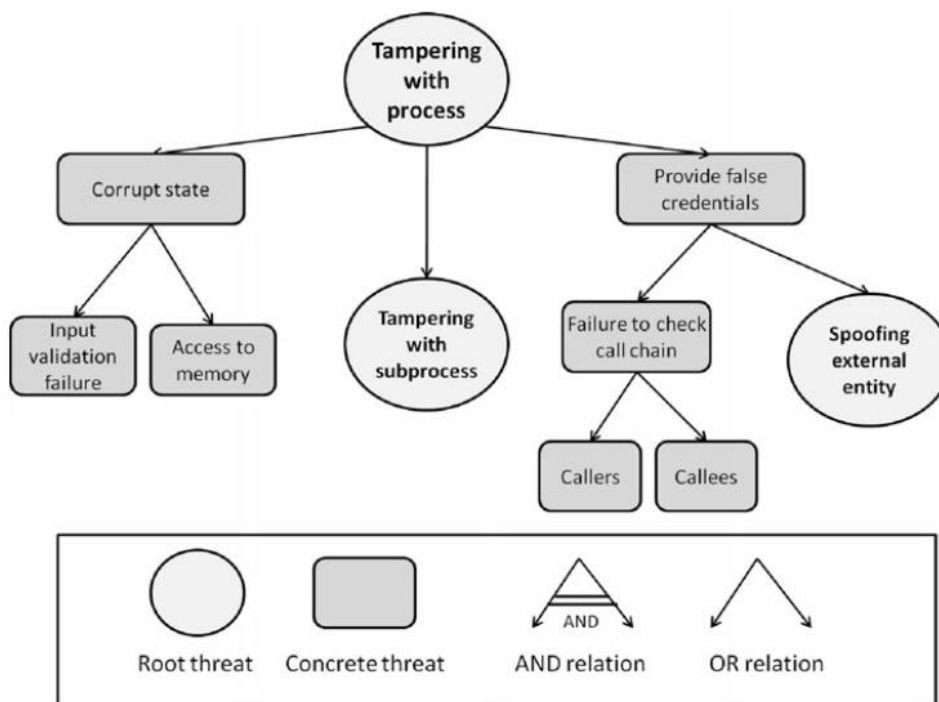 Tampering
with
process
Corrupt state
Provide false
credentials
Input
validation
failure
Access to
memory
Tampering
with
subprocess
Failure to check
call chain
Spoofing
external
entity
Callers
Callees
AND
Root threat
Concrete threat
AND relation
OR relation